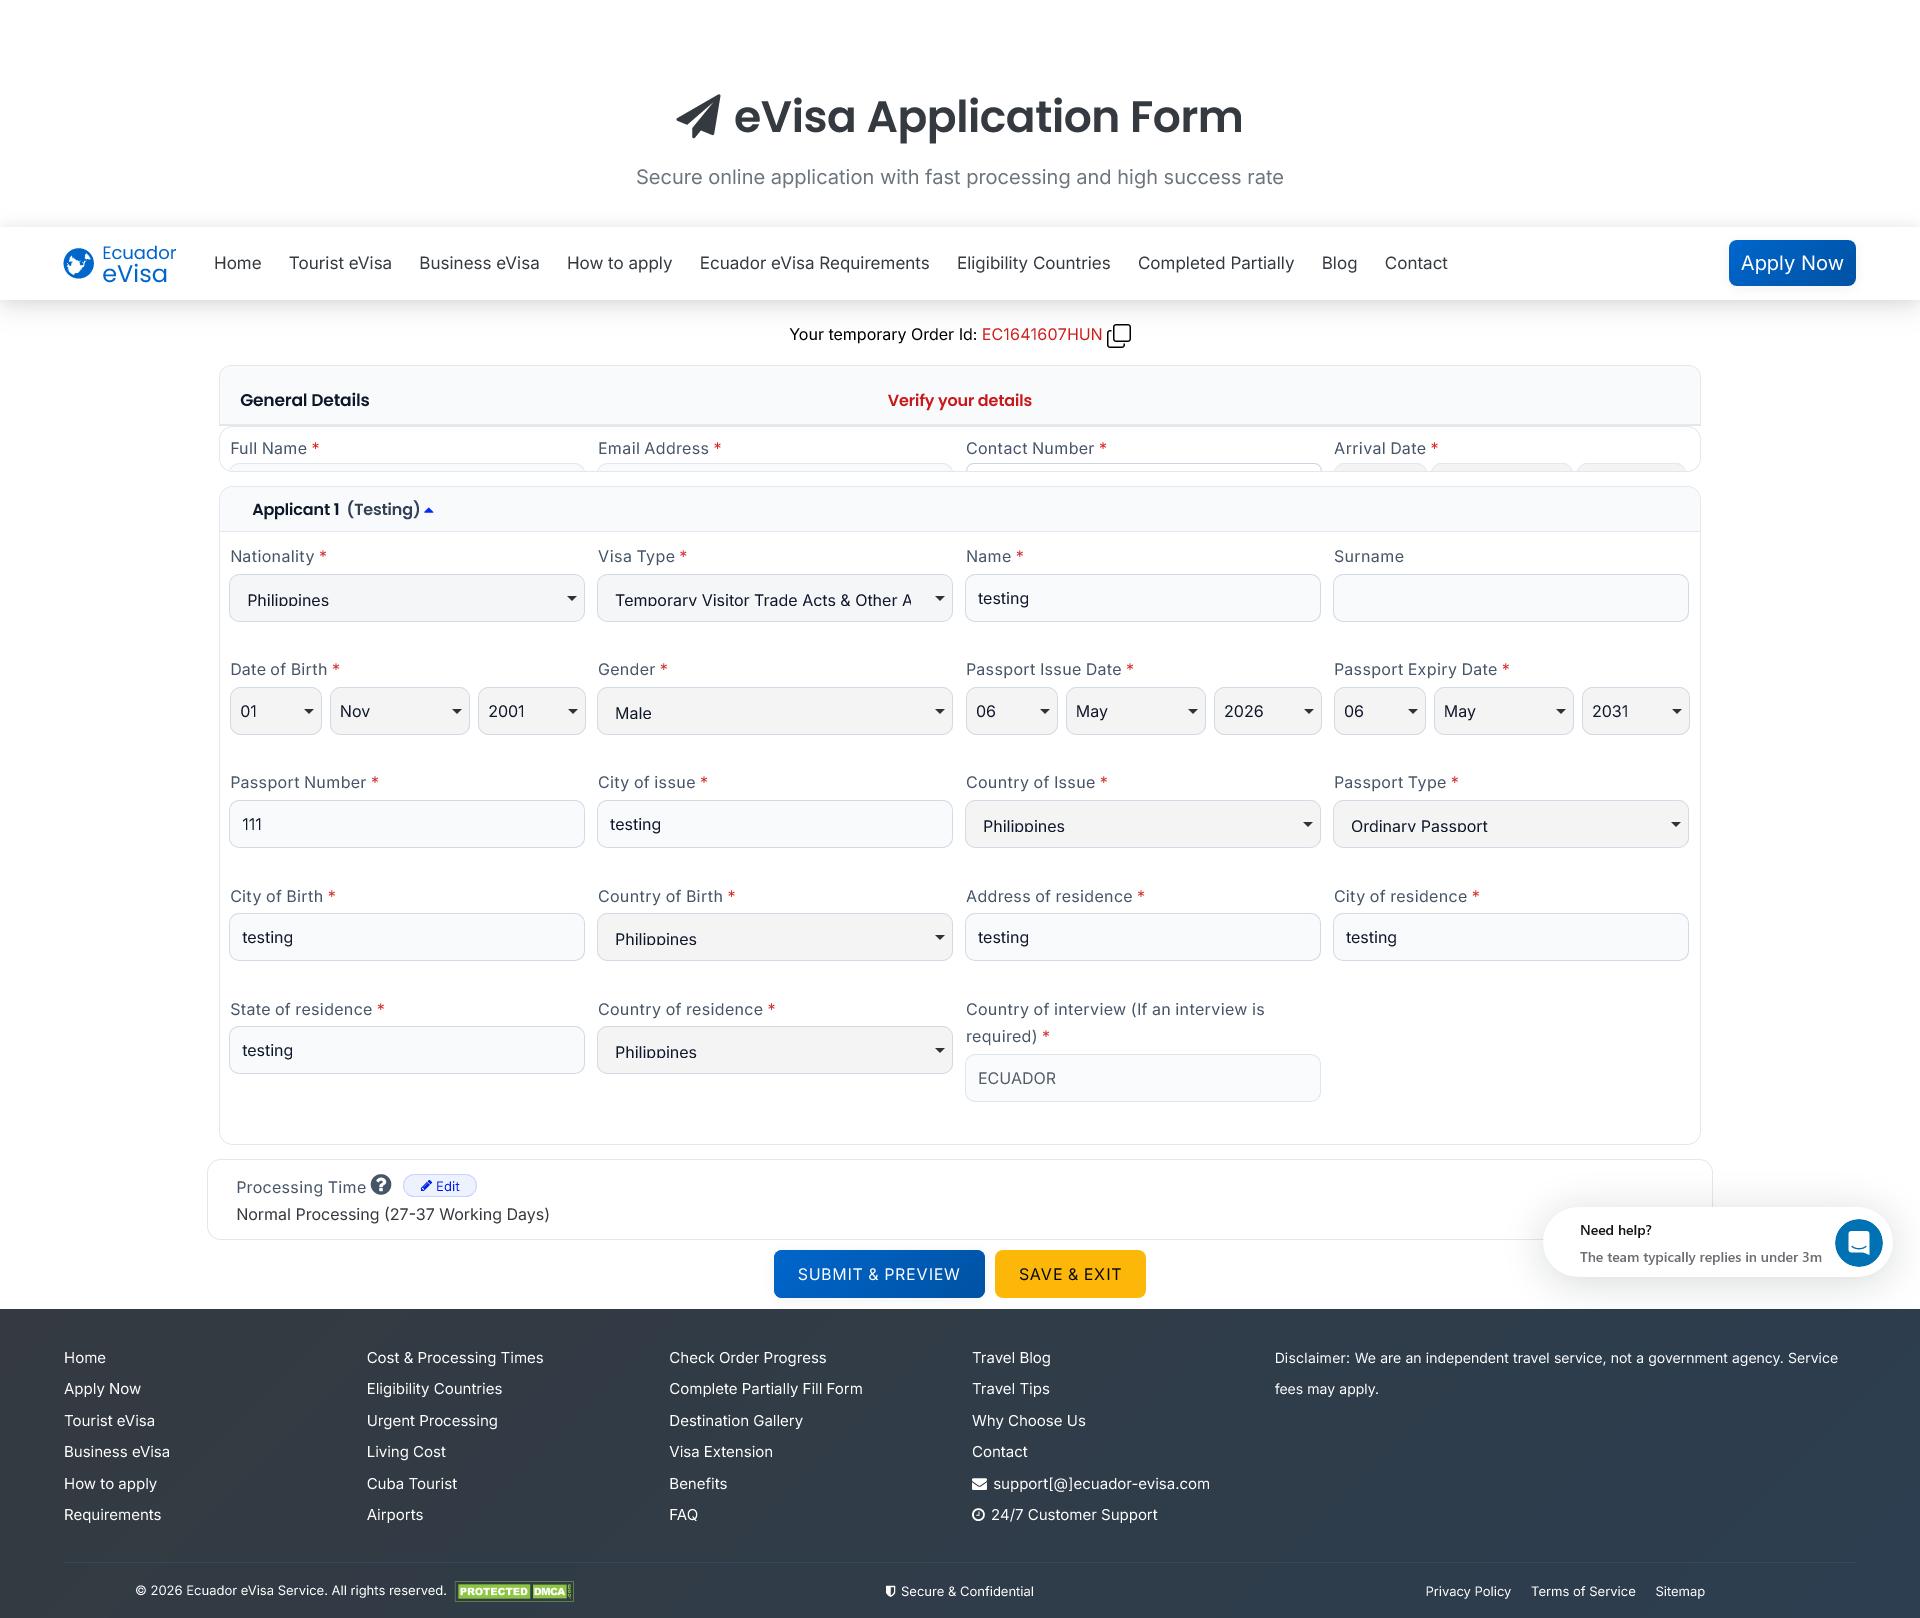 eVisa Application Form
Secure online application with fast processing and high success rate
Ecuador eVisa
Home Tourist eVisa Business eVisa How to apply Ecuador eVisa Requirements Eligibility Countries Completed Partially Blog Contact Apply Now
Your temporary Order Id: EC1641607HUN
General Details Verify your details
Full Name * Email Address * Contact Number * Arrival Date *
Applicant 1 (Testing)
Nationality * Visa Type * Name * Surname
Philippines Temporary Visitor Trade Acts & Other A testing
Date of Birth * Gender * Passport Issue Date * Passport Expiry Date *
01 Nov 2001 Male 06 May 2026 06 May 2031
Passport Number * City of issue * Country of Issue * Passport Type *
111 testing Philippines Ordinary Passport
City of Birth * Country of Birth * Address of residence * City of residence *
testing Philippines testing testing
State of residence * Country of residence * Country of interview (If an interview is
required) *
testing Philippines
ECUADOR
Processing Time Edit
Normal Processing (27-37 Working Days)
Need help?
The team typically replies in under 3m
SUBMIT & PREVIEW SAVE & EXIT
Home
Apply Now
Tourist eVisa
Business eVisa
How to apply
Requirements
Cost & Processing Times
Eligibility Countries
Urgent Processing
Living Cost
Cuba Tourist
Airports
Check Order Progress
Complete Partially Fill Form
Destination Gallery
Visa Extension
Benefits
FAQ
Travel Blog
Travel Tips
Why Choose Us
Contact
support[@]ecuador-evisa.com
24/7 Customer Support
Disclaimer: We are an independent travel service, not a government agency. Service
fees may apply.
© 2026 Ecuador eVisa Service. All rights reserved. PROTECTED DMCA Secure & Confidential Privacy Policy Terms of Service Sitemap